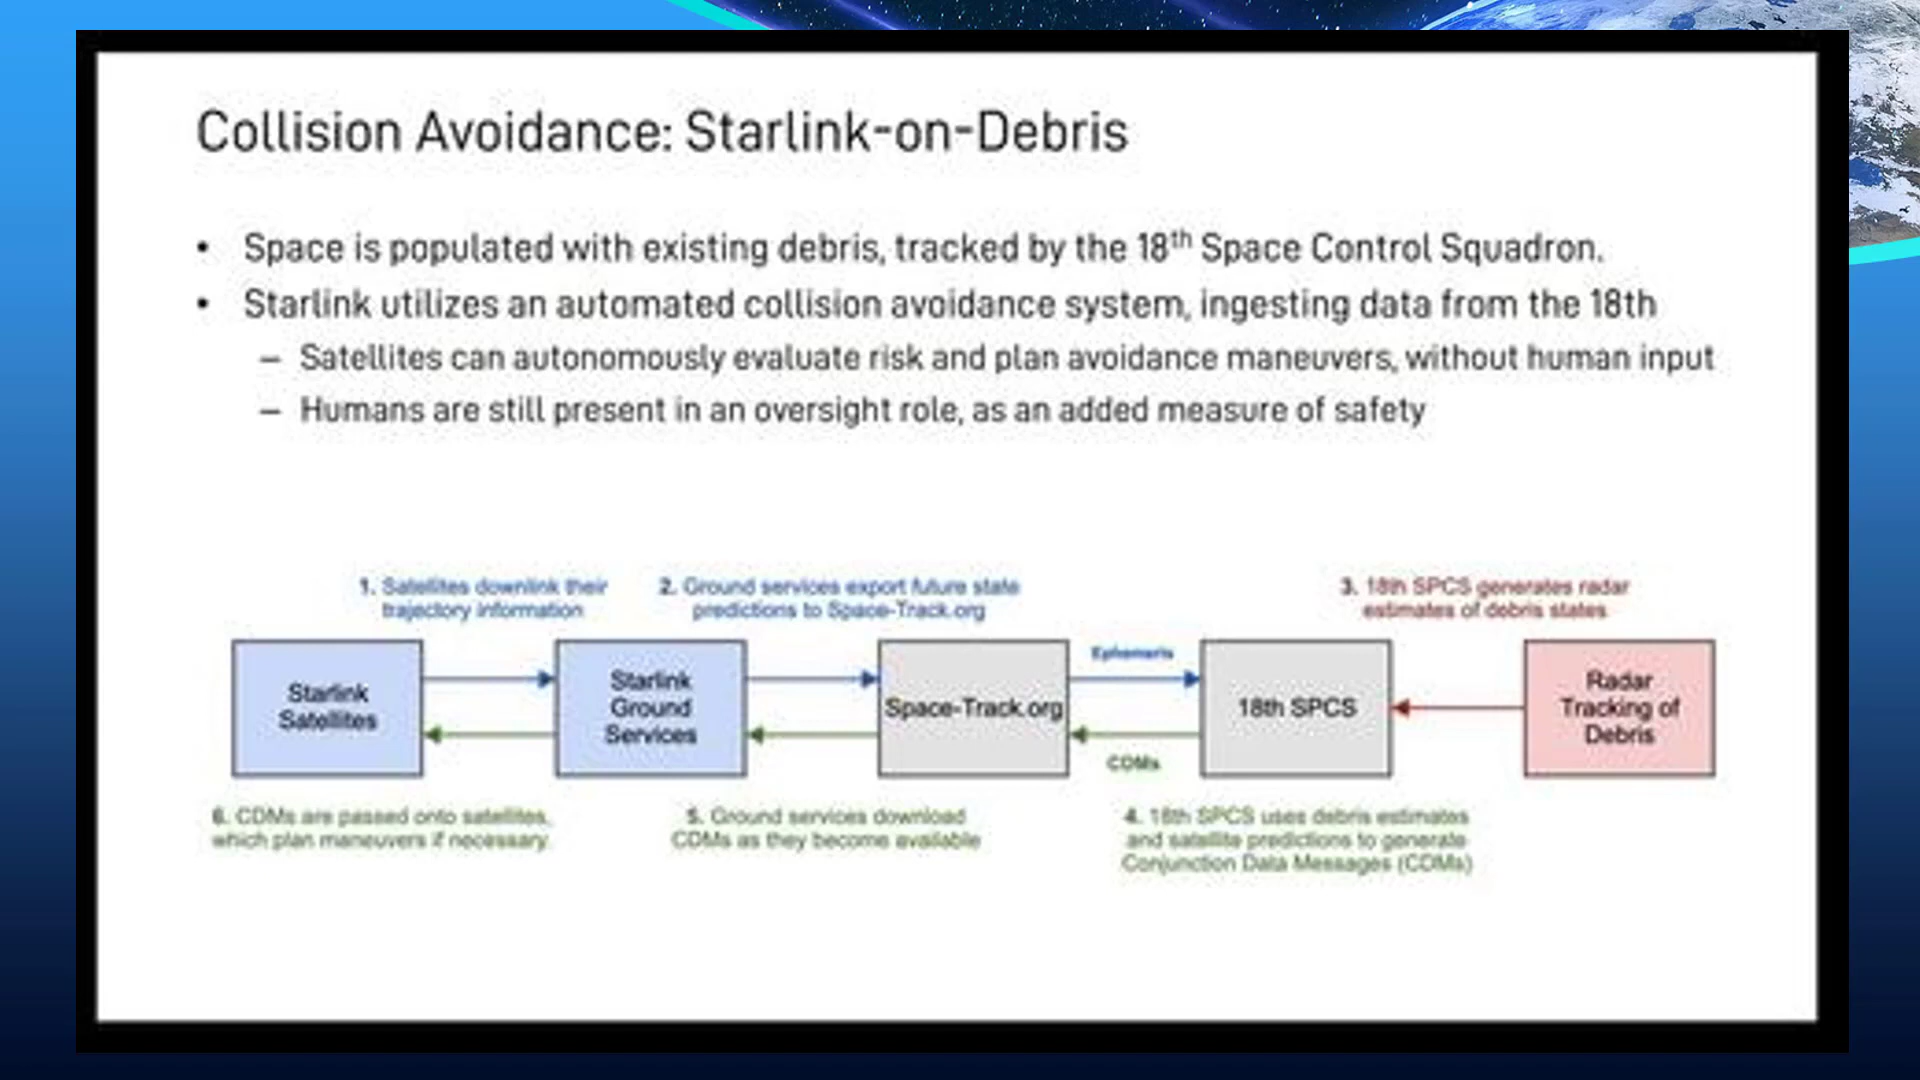 Collision Avoidance: Starlink-on-Debris
• Space is populated with existing debris, tracked by the 18th Space Control Squadron.
• Starlink utilizes an automated collision avoidance system, ingesting data from the 18th
– Satellites can autonomously evaluate risk and plan avoidance maneuvers, without human input
– Humans are still present in an oversight role, as an added measure of safety
1. Satellites downlink their
trajectory information
2. Ground services export future state
predictions to Space-Track.org
3. 18th SPCS generates radar
estimates of debris states
Starlink
Satellites
Starlink
Ground
Services
Space-Track.org
Ephemeris
CDMs
18th SPCS
Radar
Tracking of
Debris
6. CDMs are passed onto satellites,
which plan maneuvers if necessary.
5. Ground services download
CDMs as they become available
4. 18th SPCS uses debris estimates
and satellite predictions to generate
Conjunction Data Messages (CDMs)